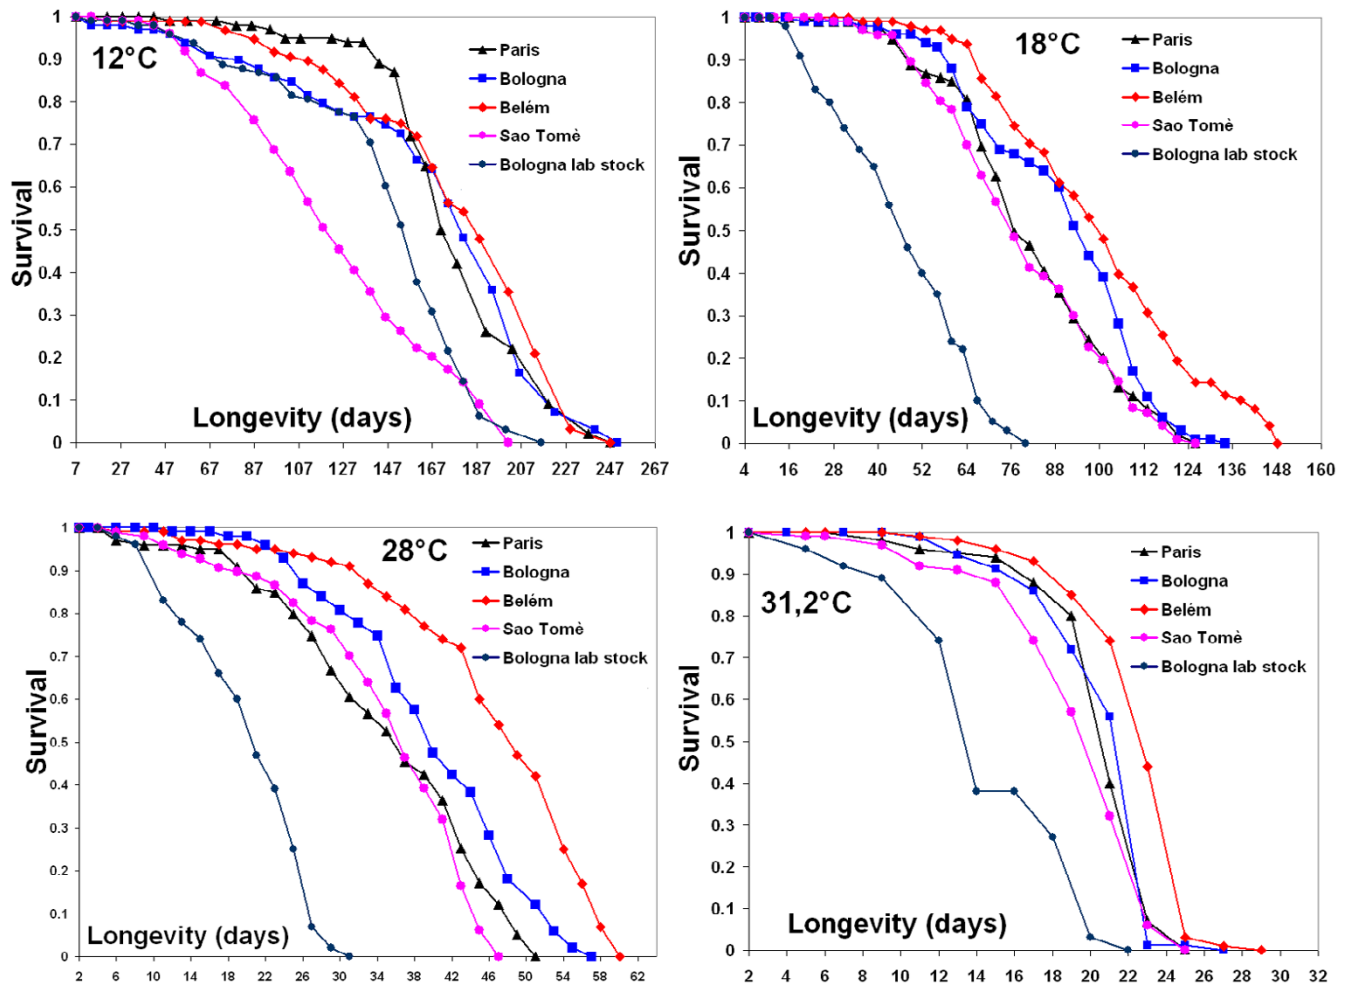 12°C
Survival
1
0.9
0.8
0.7
0.6
0.5
0.4
0.3
0.2
0.1
0
Paris
Bologna
Belém
Sao Tomè
Bologna lab stock
Longevity (days)
7 27 47 67 87 107 127 147 167 187 207 227 247 267
18°C
Survival
1
0.9
0.8
0.7
0.6
0.5
0.4
0.3
0.2
0.1
0
Paris
Bologna
Belém
Sao Tomè
Bologna lab stock
Longevity (days)
4 16 28 40 52 64 76 88 100 112 124 136 148 160
28°C
Survival
1
0.9
0.8
0.7
0.6
0.5
0.4
0.3
0.2
0.1
0
Paris
Bologna
Belém
Sao Tomè
Bologna lab stock
Longevity (days)
2 6 10 14 18 22 26 30 34 38 42 46 50 54 58 62
31,2°C
Survival
1
0.9
0.8
0.7
0.6
0.5
0.4
0.3
0.2
0.1
0
Paris
Bologna
Belém
Sao Tomè
Bologna lab stock
Longevity (days)
2 4 6 8 10 12 14 16 18 20 22 24 26 28 30 32